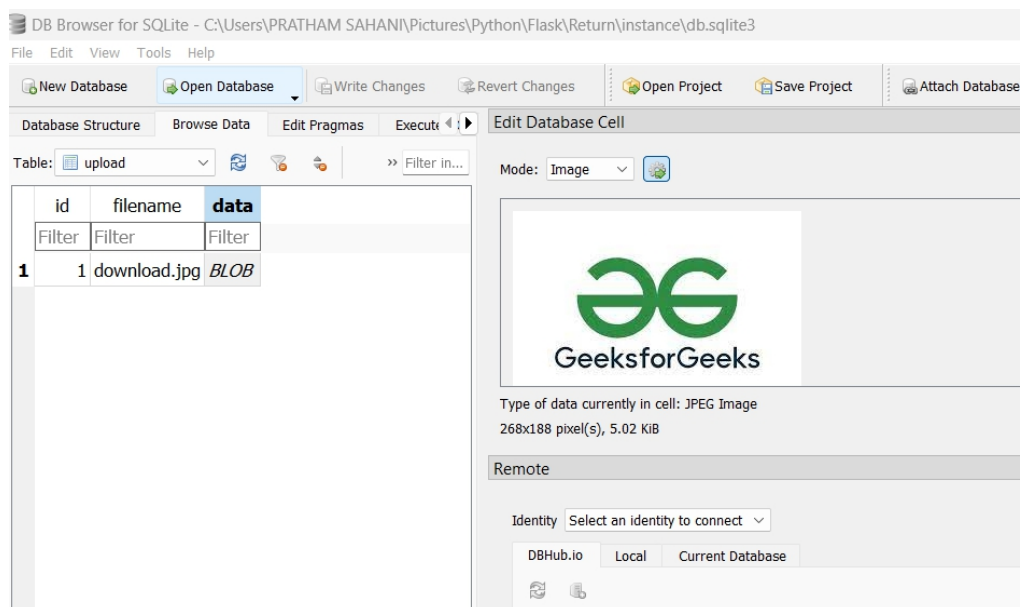 DB Browser for SQLite - C:\Users\PRATHAM SAHANI\Pictures\Python\Flask\Return\instance\db.sqlite3
File Edit View Tools Help
New Database Open Database Write Changes Revert Changes Open Project Save Project Attach Database
Database Structure Browse Data Edit Pragmas Execute
Edit Database Cell
Table: upload Filter in...
Mode: Image
id filename data
Filter Filter Filter
1 1 download.jpg BLOB
GeeksforGeeks
Type of data currently in cell: JPEG Image
268x188 pixel(s), 5.02 KiB
Remote
Identity Select an identity to connect
DBHub.io Local Current Database